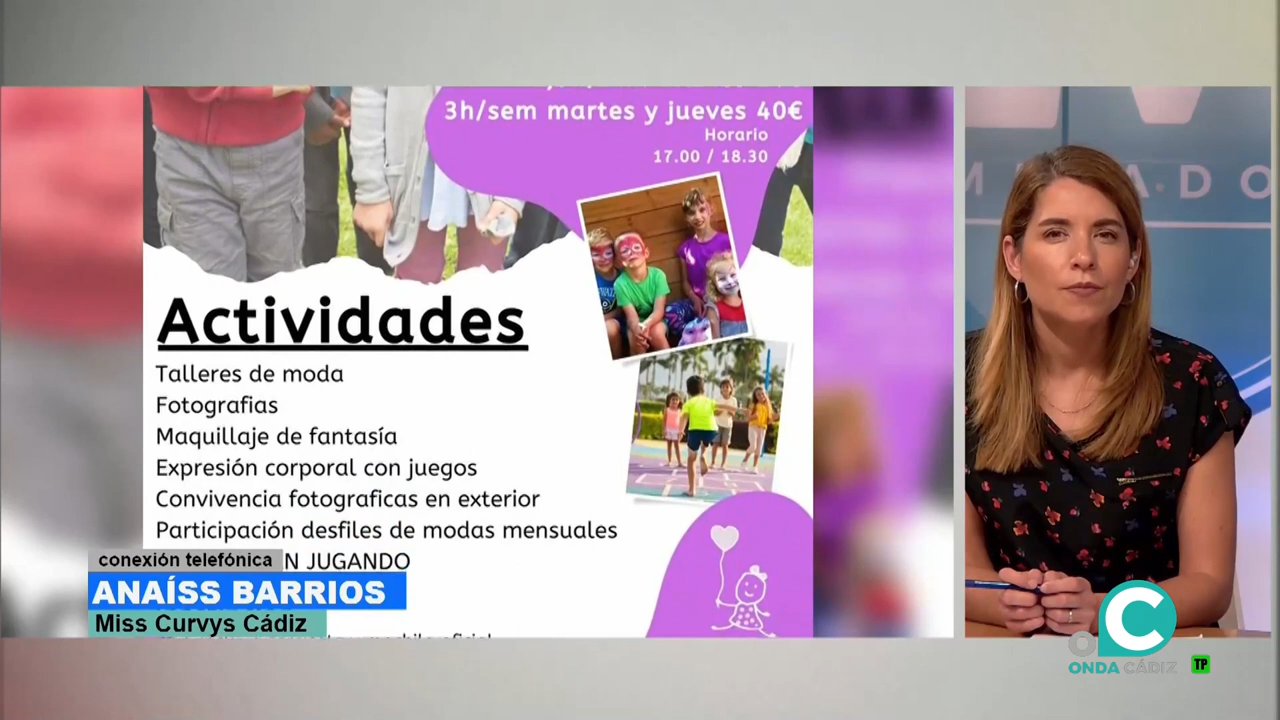 3h/sem martes y jueves 40€
Horario
17.00 / 18.30
Actividades
Talleres de moda
Fotografias
Maquillaje de fantasía
Expresión corporal con juegos
Convivencia fotograficas en exterior
Participación desfiles de modas mensuales
N JUGANDO
conexión telefónica
ANAÍSS BARRIOS
Miss Curvys Cádiz
ADO
C
ONDA CÁDIZ
TP